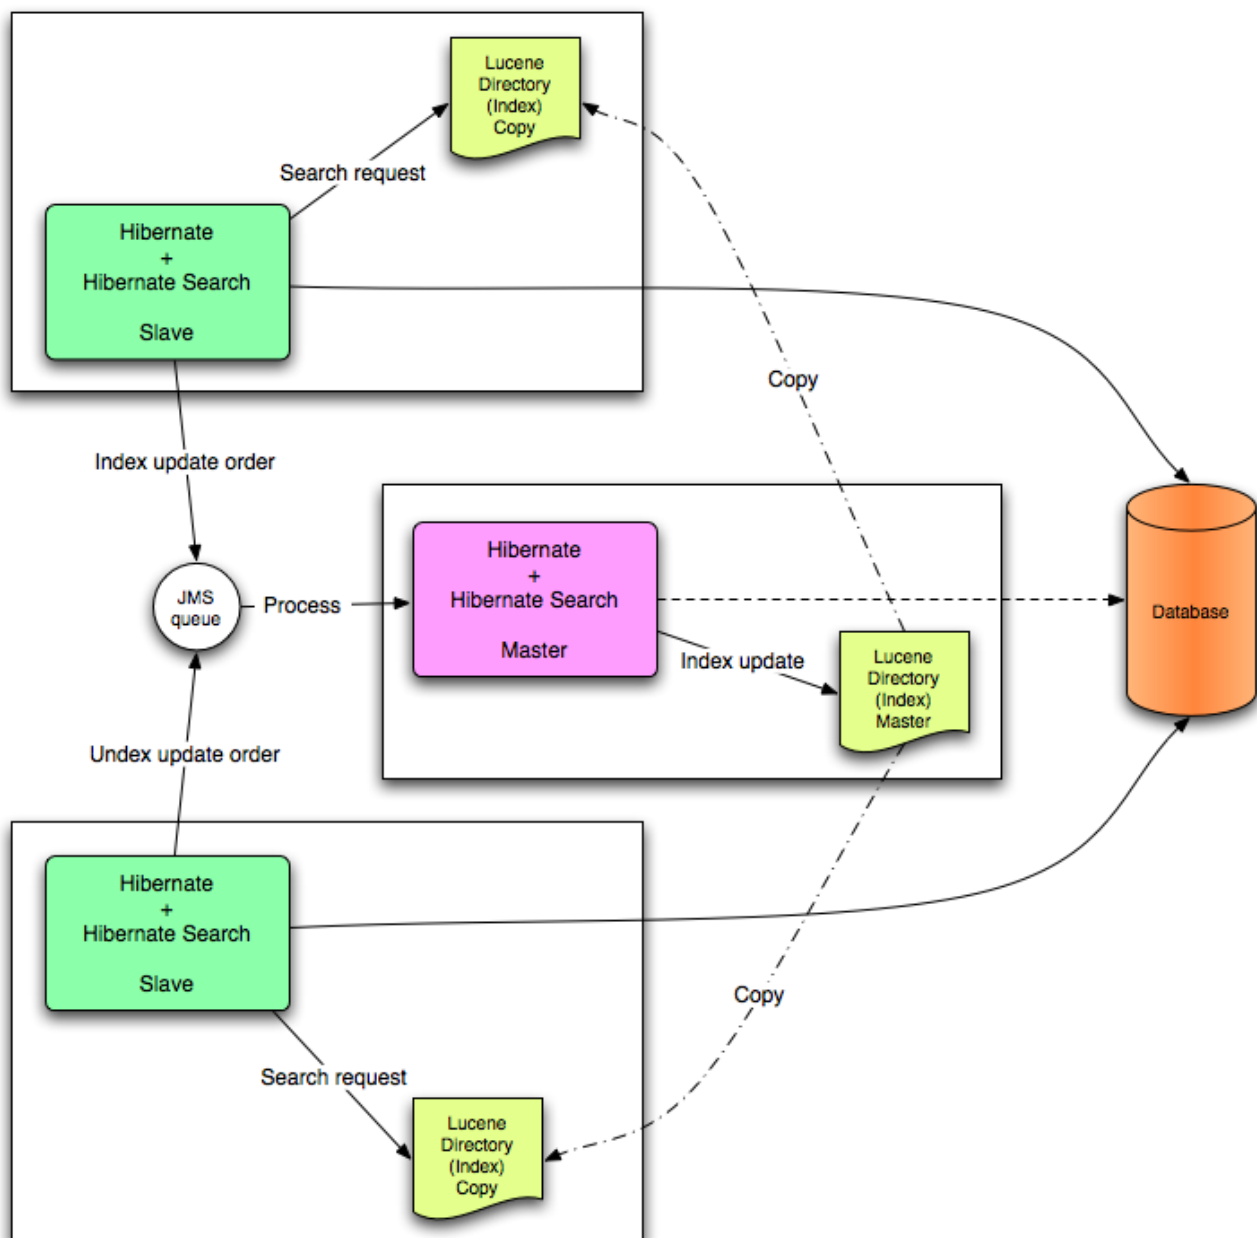 Lucene
Directory
(Index)
Copy
Search request
Hibernate
+
Hibernate Search
Slave
Copy
Index update order
Hibernate
+
Hibernate Search
Master
JMS
queue
Process
Database
Index update
Lucene
Directory
(Index)
Master
Undex update order
Hibernate
+
Hibernate Search
Slave
Copy
Search request
Lucene
Directory
(Index)
Copy